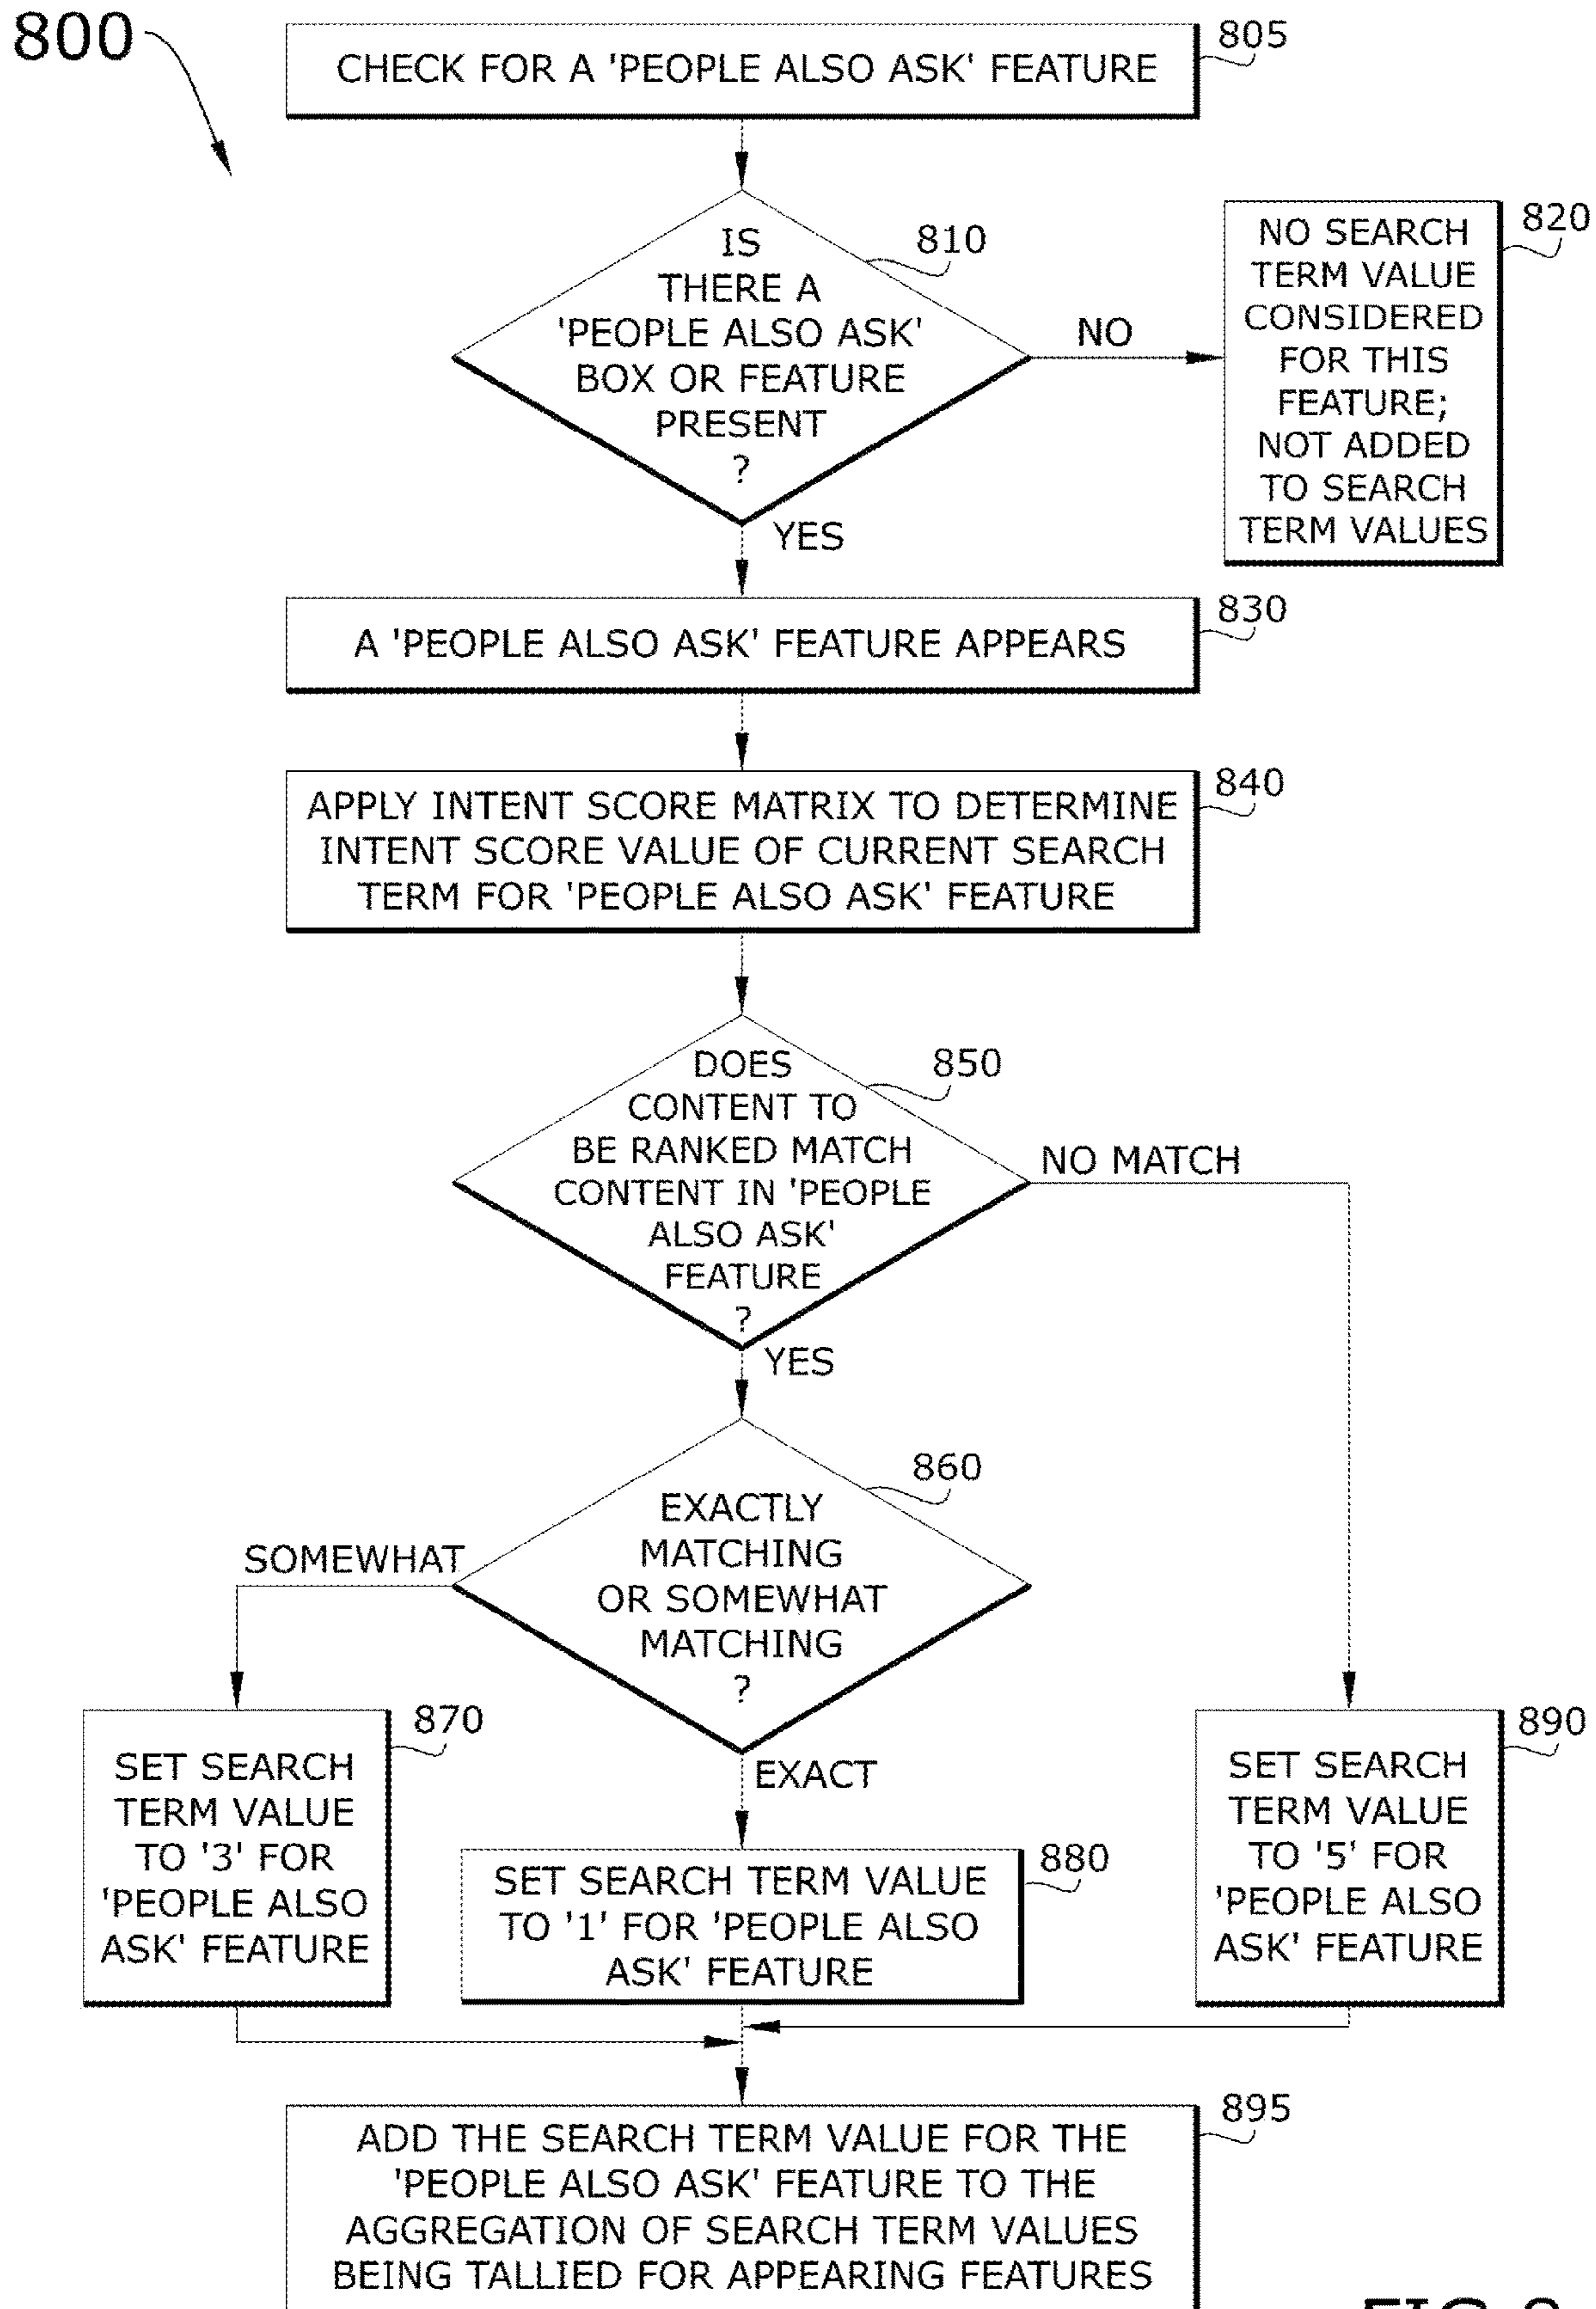 800
CHECK FOR A 'PEOPLE ALSO ASK' FEATURE
805
IS
THERE A
'PEOPLE ALSO ASK'
BOX OR FEATURE
PRESENT
?
810
NO
NO SEARCH
TERM VALUE
CONSIDERED
FOR THIS
FEATURE;
NOT ADDED
TO SEARCH
TERM VALUES
820
YES
A 'PEOPLE ALSO ASK' FEATURE APPEARS
830
APPLY INTENT SCORE MATRIX TO DETERMINE
INTENT SCORE VALUE OF CURRENT SEARCH
TERM FOR 'PEOPLE ALSO ASK' FEATURE
840
DOES
CONTENT TO
BE RANKED MATCH
CONTENT IN 'PEOPLE
ALSO ASK'
FEATURE
?
850
NO MATCH
YES
EXACTLY
MATCHING
OR SOMEWHAT
MATCHING
?
860
SOMEWHAT
SET SEARCH
TERM VALUE
TO '3' FOR
'PEOPLE ALSO
ASK' FEATURE
870
EXACT
SET SEARCH TERM VALUE
TO '1' FOR 'PEOPLE ALSO
ASK' FEATURE
880
SET SEARCH
TERM VALUE
TO '5' FOR
'PEOPLE ALSO
ASK' FEATURE
890
ADD THE SEARCH TERM VALUE FOR THE
'PEOPLE ALSO ASK' FEATURE TO THE
AGGREGATION OF SEARCH TERM VALUES
BEING TALLIED FOR APPEARING FEATURES
895